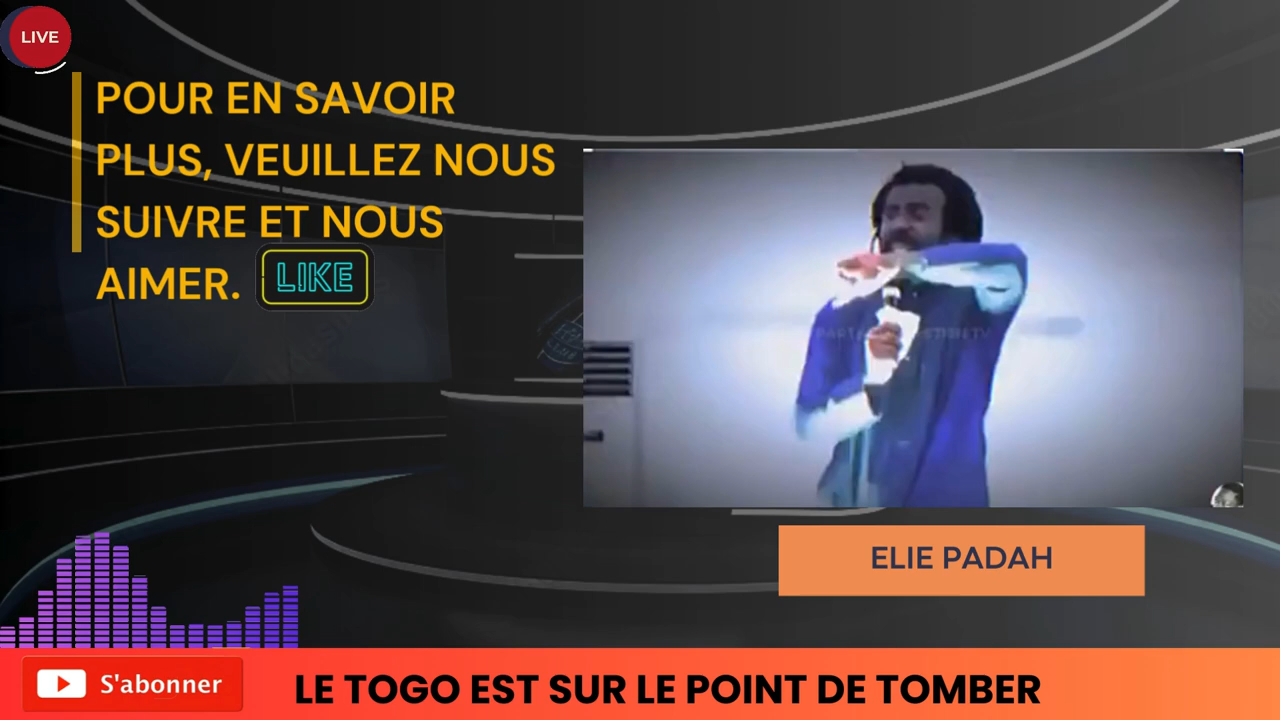 LIVE
POUR EN SAVOIR
PLUS, VEUILLEZ NOUS
SUIVRE ET NOUS
AIMER.
LIKE
ELIE PADAH
S'abonner
LE TOGO EST SUR LE POINT DE TOMBER